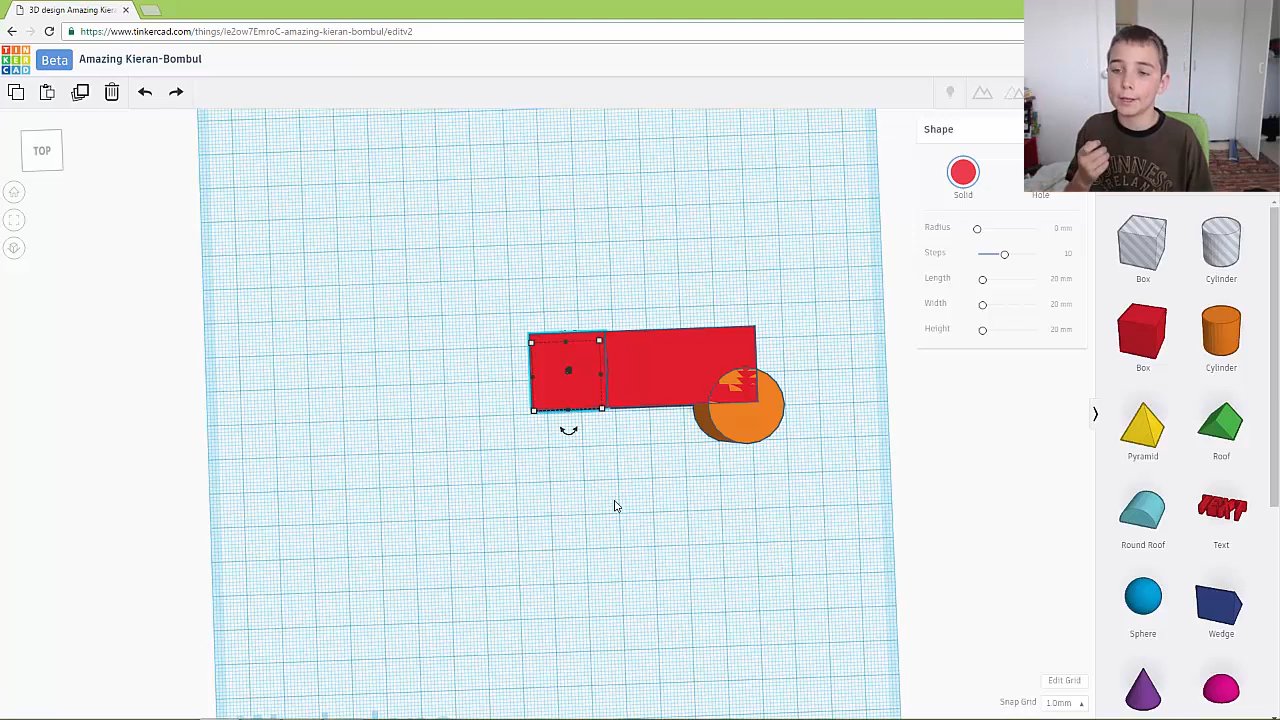 3D design Amazing Kiera
https://www.tinkercad.com/things/le2ow7EmroC-amazing-kieran-bombul/editv2
TIN
KER
CAD
Beta
Amazing Kieran-Bombul
TOP
Shape
Solid
Hole
Radius 0 mm
Steps 10
Length 20 mm
Width 20 mm
Height 20 mm
Box Cylinder
Box Cylinder
Pyramid Roof
TEXT
Round Roof Text
Sphere Wedge
Edit Grid
Snap Grid 1.0mm